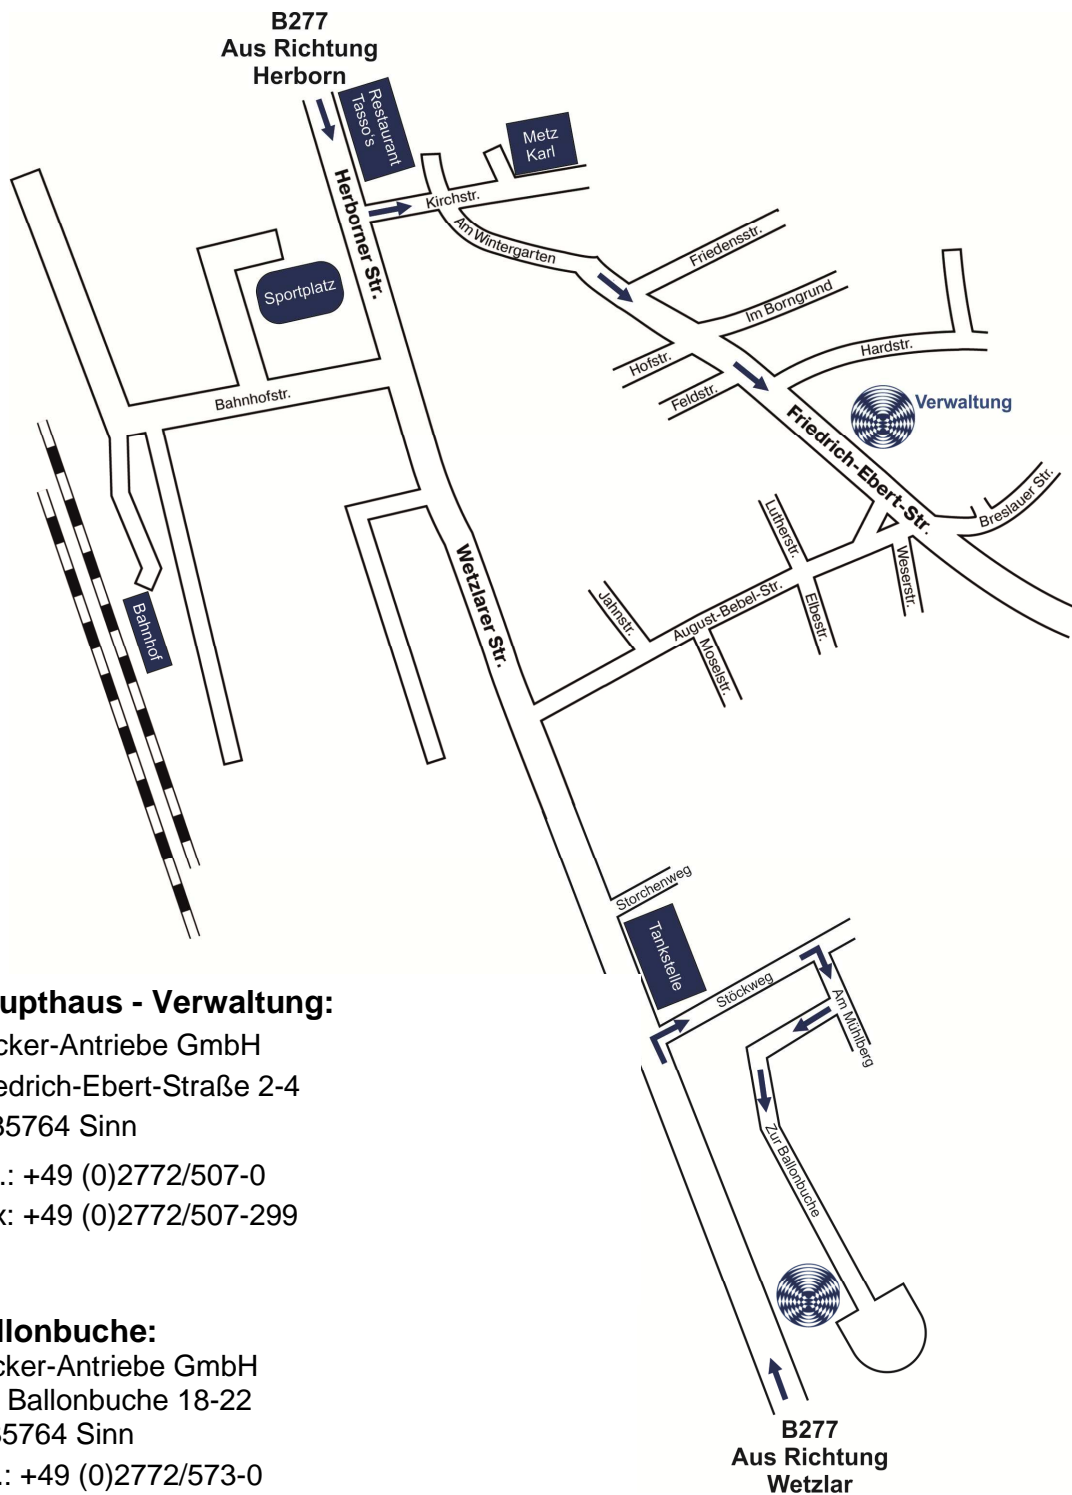 B277
Aus Richtung
Herborn
Restaurant
Tasso's
Metz
Karl
Herborner Str.
Kirchstr.
Am Wintergarten
Friedensstr.
Sportplatz
Im Borngrund
Hardstr.
Hofstr.
Feldstr.
Bahnhofstr.
Verwaltung
Friedrich-Ebert-Str.
Breslauer Str.
Lutherstr.
Wetzlarer Str.
Weserstr.
Jahnstr.
August-Bebel-Str.
Elbestr.
Bahnhof
Moselstr.
Storchenweg
Tankstelle
Stöckweg
Am Mühlberg
Zur Ballonbuche
upthaus - Verwaltung:
cker-Antriebe GmbH
edrich-Ebert-Straße 2-4
35764 Sinn
.: +49 (0)2772/507-0
x: +49 (0)2772/507-299
llonbuche:
cker-Antriebe GmbH
Ballonbuche 18-22
35764 Sinn
.: +49 (0)2772/573-0
B277
Aus Richtung
Wetzlar